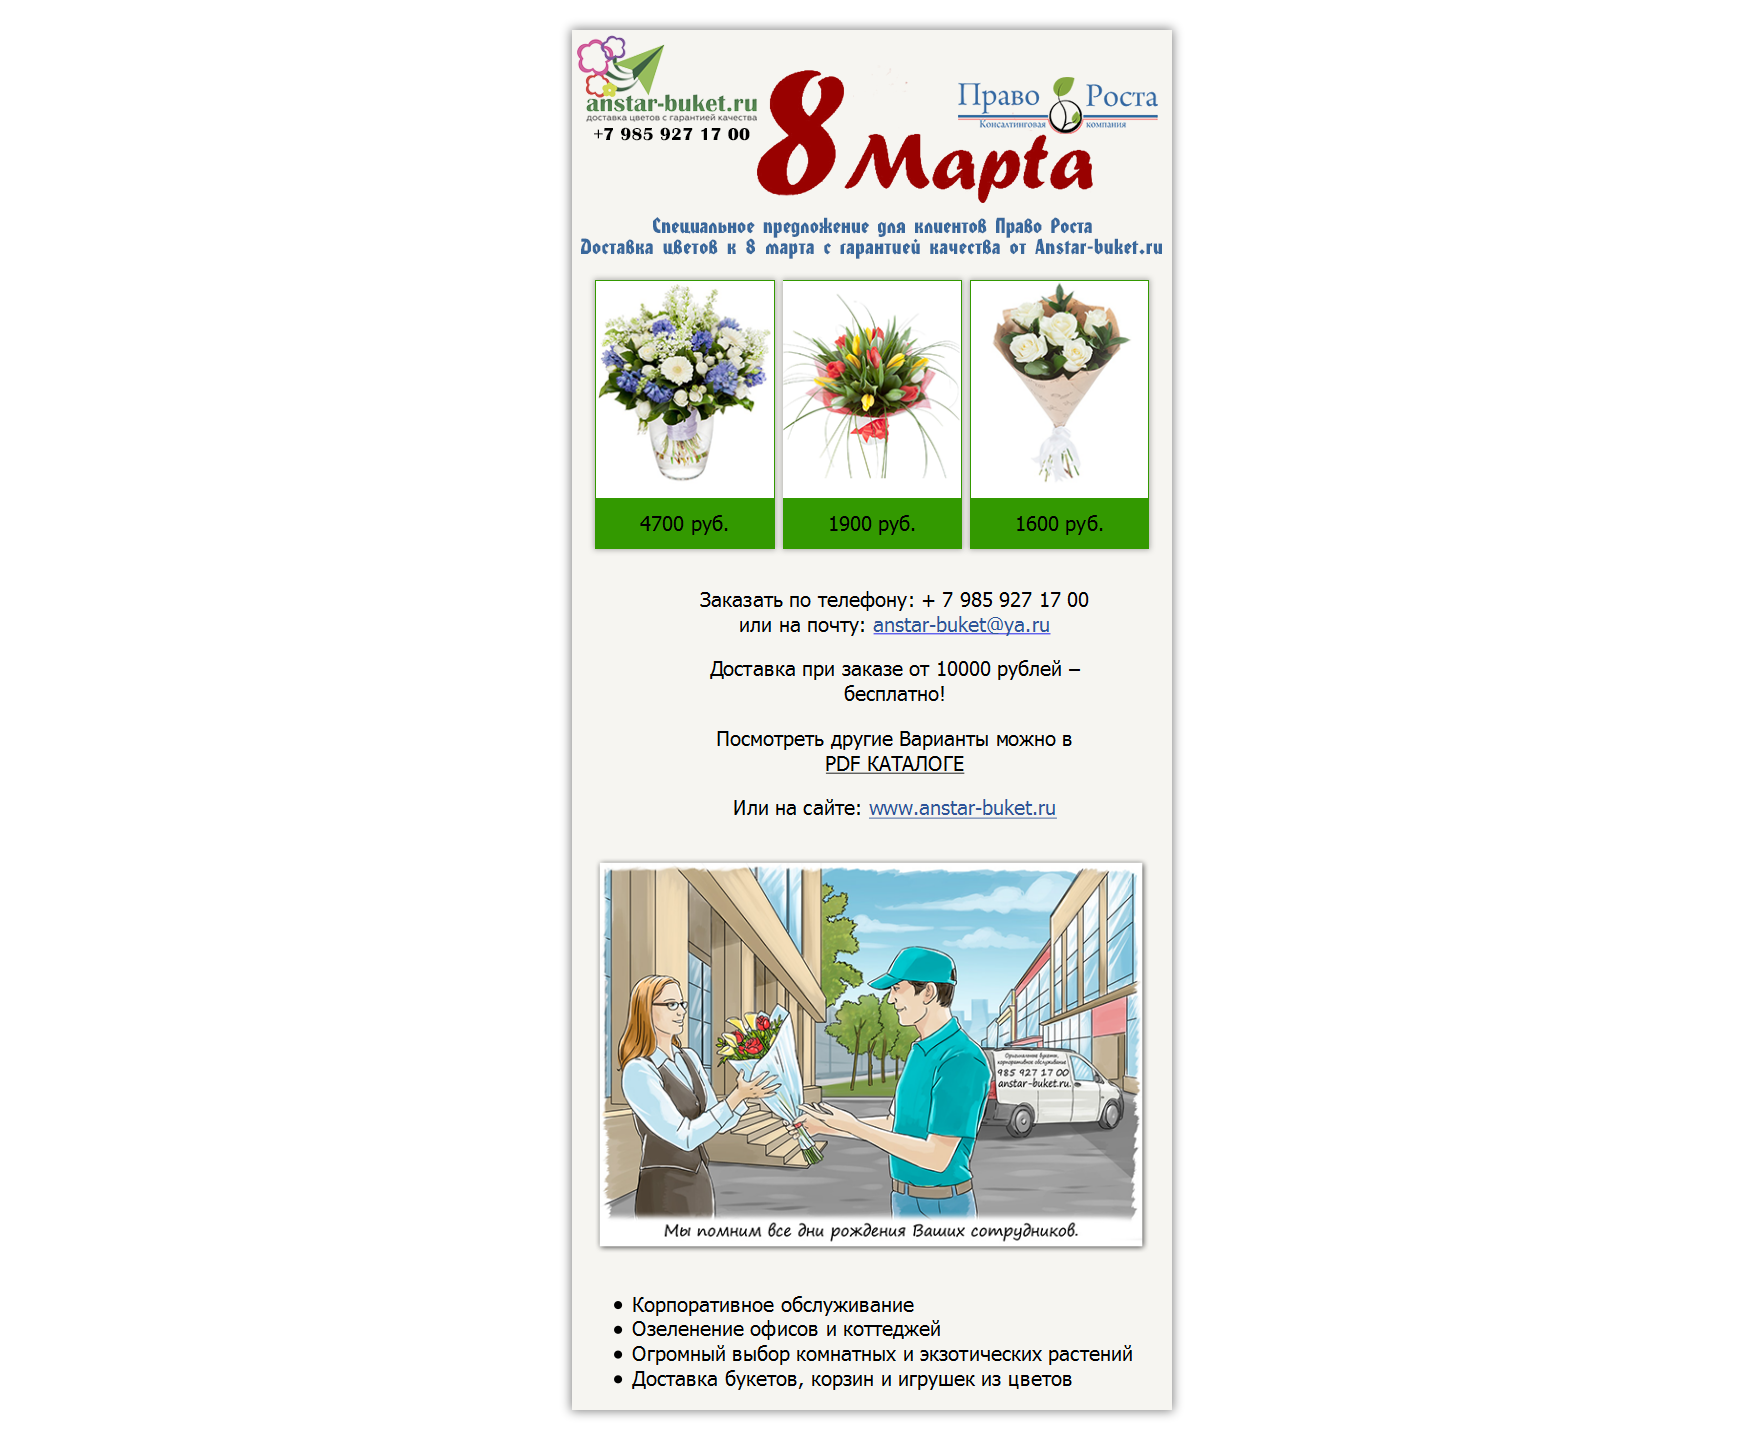 anstar-buket.ru
доставка цветов с гарантией качества
+7 985 927 17 00
8 Марта
Право Роста
Консалтинговая компания
Специальное предложение для клиентов Право Роста
Доставка цветов к 8 марта с гарантией качества от Anstar-buket.ru
4700 руб.
1900 руб.
1600 руб.
Заказать по телефону: + 7 985 927 17 00
или на почту: anstar-buket@ya.ru
Доставка при заказе от 10000 рублей –
бесплатно!
Посмотреть другие Варианты можно в
PDF КАТАЛОГЕ
Или на сайте: www.anstar-buket.ru
Оригинальные букеты,
корпоративное обслуживание
985 927 17 00
anstar-buket.ru.
Мы помним все дни рождения Ваших сотрудников.
• Корпоративное обслуживание
• Озеленение офисов и коттеджей
• Огромный выбор комнатных и экзотических растений
• Доставка букетов, корзин и игрушек из цветов